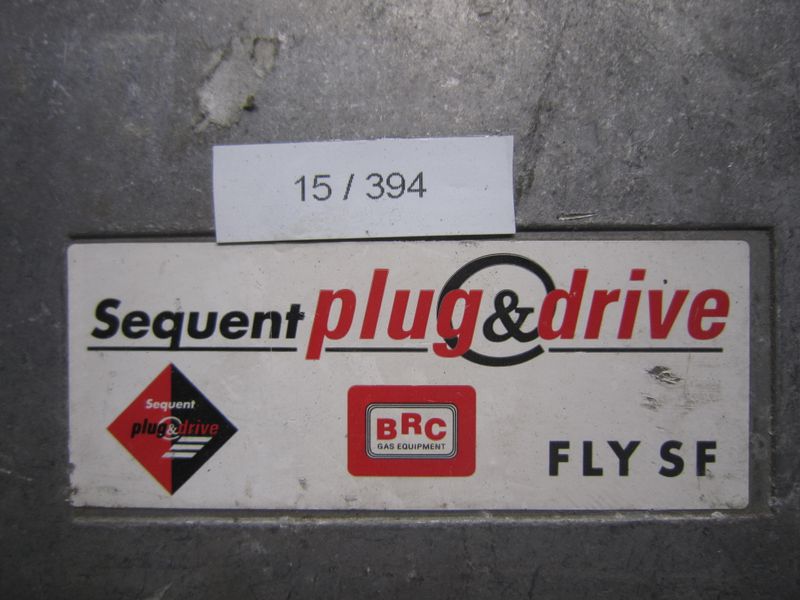 15 / 394
Sequent plug&drive
Sequent
plug&drive
BRC
GAS EQUIPMENT
FLY SF